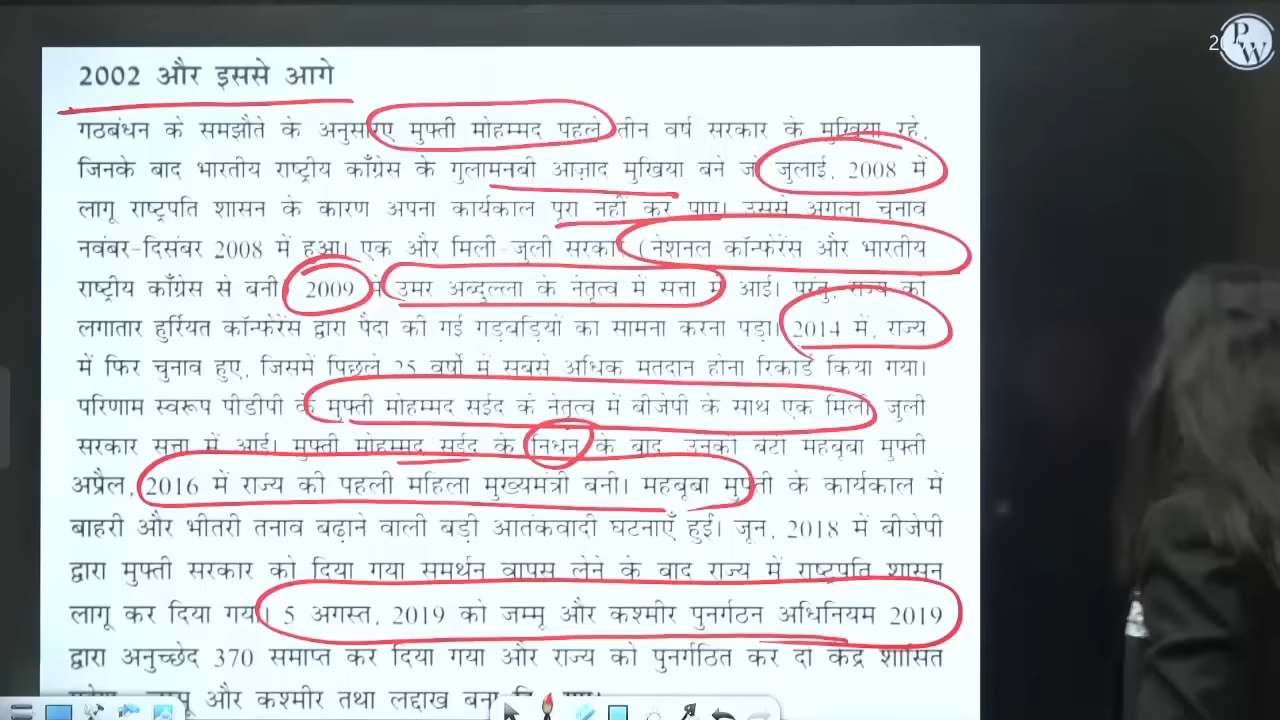 2002 और इससे आगे
गठबंधन के समझौते के अनुसारए मुफ्ती मोहम्मद पहले तीन वर्ष सरकार के मुखिया रहे,
जिनके बाद भारतीय राष्ट्रीय काँग्रेस के गुलामनबी आज़ाद मुखिया बने जो जुलाई, 2008 में
लागू राष्ट्रपति शासन के कारण अपना कार्यकाल पूरा नहीं कर पाए। उससे अगला चुनाव
नवंबर-दिसंबर 2008 में हुआ। एक और मिली-जुली सरकार (नेशनल कॉन्फेरेंस और भारतीय
राष्ट्रीय काँग्रेस से बनी 2009 में उमर अब्दुल्ला के नेतृत्व में सत्ता में आई। परंतु, राज्य को
लगातार हुर्रियत कॉन्फेरेंस द्वारा पैदा की गई गड़बड़ियों का सामना करना पड़ा। 2014 में, राज्य
में फिर चुनाव हुए, जिसमें पिछले 25 वर्षों में सबसे अधिक मतदान होना रिकार्ड किया गया।
परिणाम स्वरूप पीडीपी के मुफ्ती मोहम्मद सईद के नेतृत्व में बीजेपी के साथ एक मिली जुली
सरकार सत्ता में आई। मुफ्ती मोहम्मद सईद के निधन के बाद उनकी बेटी महबूबा मुफ्ती
अप्रैल, 2016 में राज्य की पहली महिला मुख्यमंत्री बनी। महबूबा मुफ्ती के कार्यकाल में
बाहरी और भीतरी तनाव बढ़ाने वाली बड़ी आतंकवादी घटनाएँ हुईं। जून, 2018 में बीजेपी
द्वारा मुफ्ती सरकार को दिया गया समर्थन वापस लेने के बाद राज्य में राष्ट्रपति शासन
लागू कर दिया गया। 5 अगस्त, 2019 को जम्मू और कश्मीर पुनर्गठन अधिनियम 2019
द्वारा अनुच्छेद 370 समाप्त कर दिया गया और राज्य को पुनर्गठित कर दो केंद्र शासित
और कश्मीर तथा लद्दाख
PW